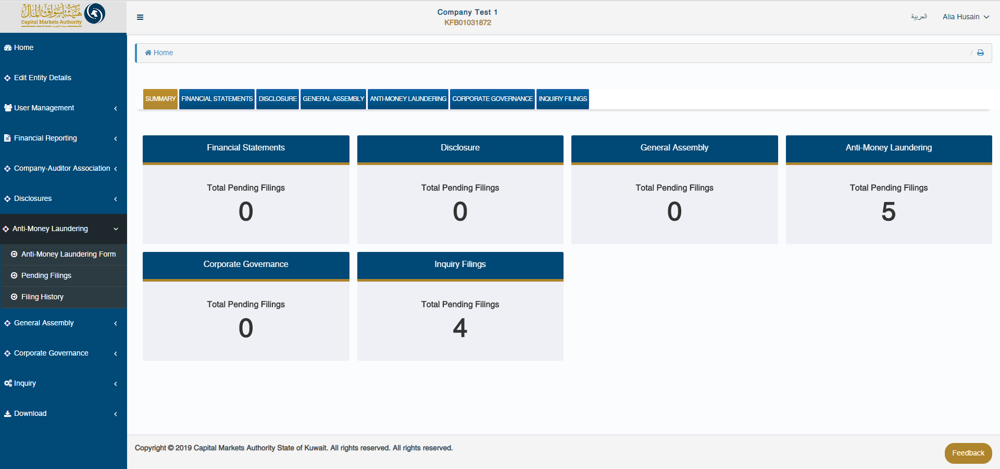 هيئة أسواق المال
Capital Markets Authority
State Of Kuwait دولة الكويت
Company Test 1
KFB01031872
العربية
Alia Husain
Home
Edit Entity Details
User Management
Financial Reporting
Company-Auditor Association
Disclosures
Anti-Money Laundering
Anti-Money Laundering Form
Pending Filings
Filing History
General Assembly
Corporate Governance
Inquiry
Download
Home
/
SUMMARY FINANCIAL STATEMENTS DISCLOSURE GENERAL ASSEMBLY ANTI-MONEY LAUNDERING CORPORATE GOVERNANCE INQUIRY FILINGS
Financial Statements
Total Pending Filings
0
Disclosure
Total Pending Filings
0
General Assembly
Total Pending Filings
0
Anti-Money Laundering
Total Pending Filings
5
Corporate Governance
Total Pending Filings
0
Inquiry Filings
Total Pending Filings
4
Copyright © 2019 Capital Markets Authority State of Kuwait. All rights reserved. All rights reserved.
Feedback